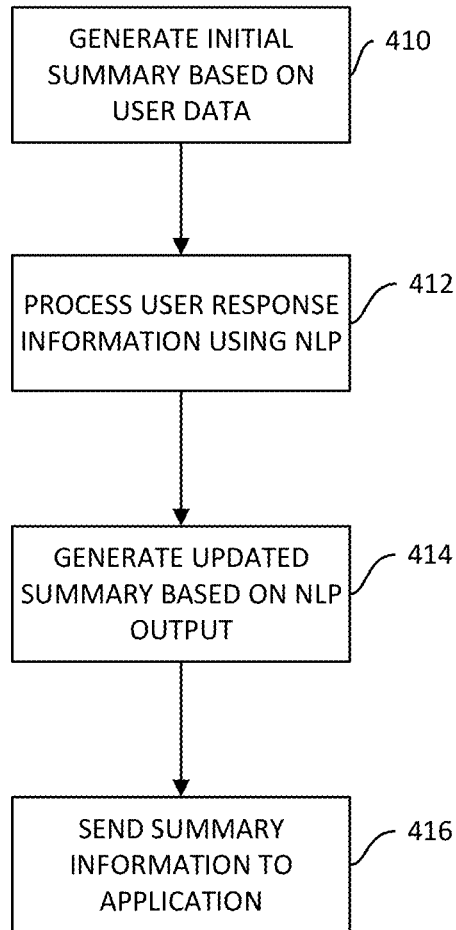 GENERATE INITIAL
SUMMARY BASED ON
USER DATA
410
PROCESS USER RESPONSE
INFORMATION USING NLP
412
GENERATE UPDATED
SUMMARY BASED ON NLP
OUTPUT
414
SEND SUMMARY
INFORMATION TO
APPLICATION
416